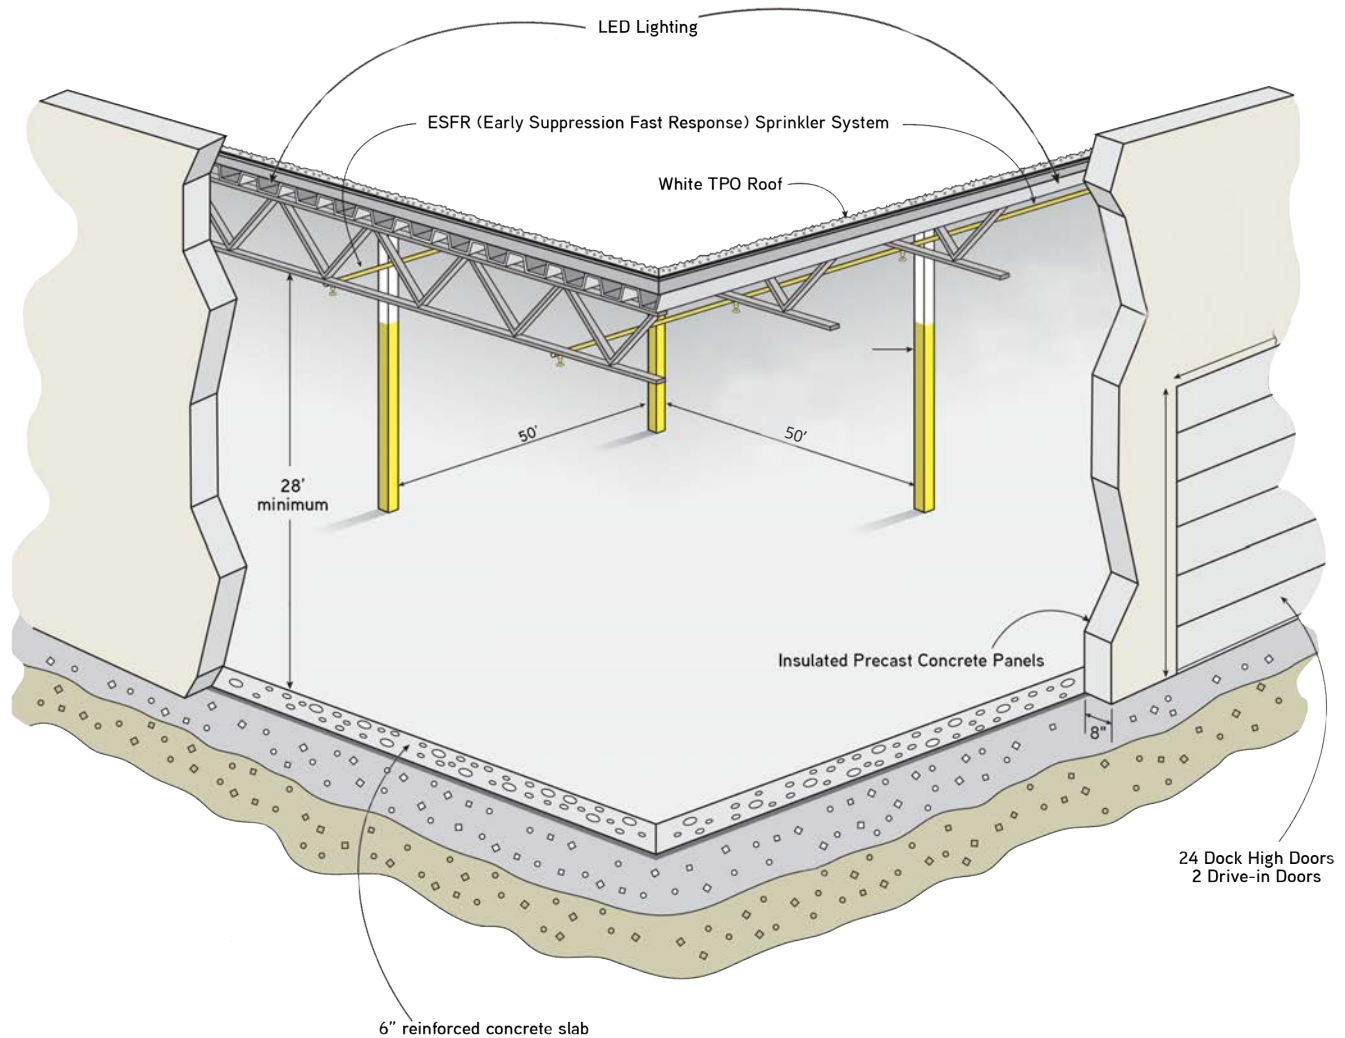 LED Lighting
ESFR (Early Suppression Fast Response) Sprinkler System
White TPO Roof
50'
50'
28'
minimum
Insulated Precast Concrete Panels
8"
24 Dock High Doors
2 Drive-in Doors
6" reinforced concrete slab